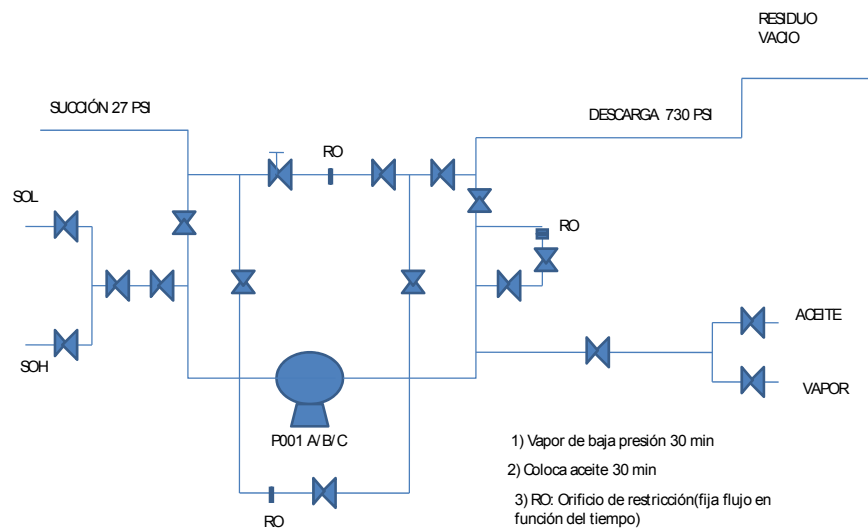 RESIDUO
VACIO
SUCCIÓN 27 PSI
DESCARGA 730 PSI
RO
SOL
RO
ACEITE
SOH
VAPOR
P001 A/B/C
1) Vapor de baja presión 30 min
2) Coloca aceite 30 min
3) RO: Orificio de restricción(fija flujo en
función del tiempo)
RO